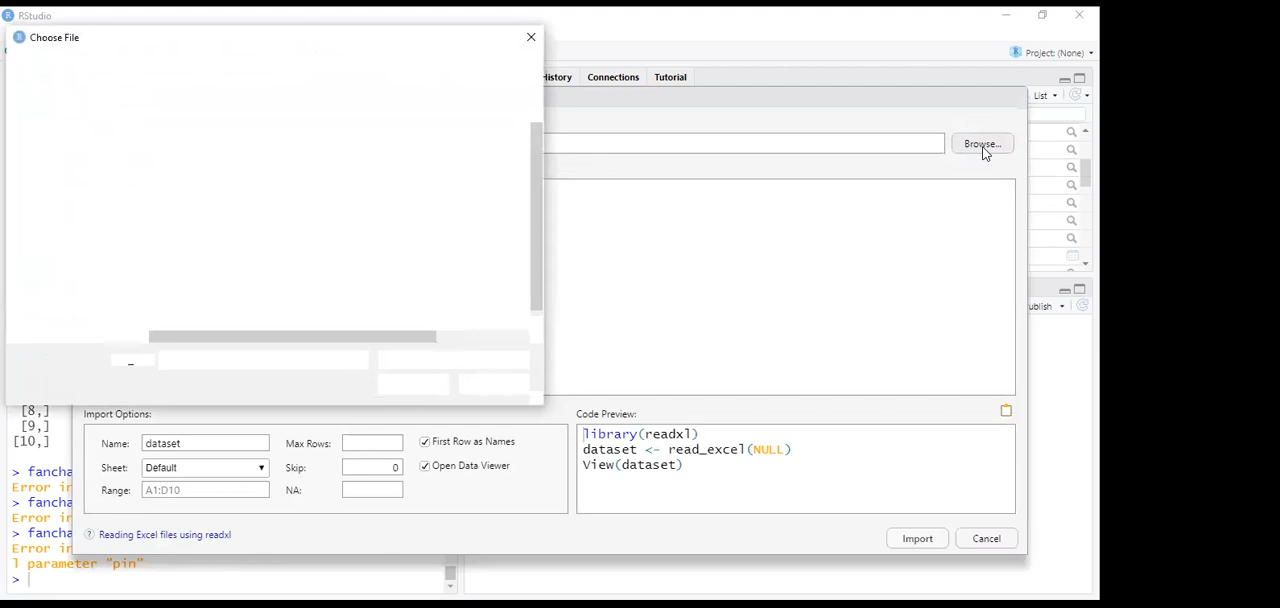 RStudio
Choose File
Project: (None)
History Connections Tutorial
List
Browse...
ublish
[8,]
[9,]
[10,]
Import Options:
Code Preview:
Name: dataset
Max Rows:
First Row as Names
Sheet: Default
Skip: 0
Open Data Viewer
Range: A1:D10
NA:
library(readxl)
dataset <- read_excel(NULL)
View(dataset)
Reading Excel files using readxl
Import
Cancel
> fancha
Error in
> fancha
Error in
> fancha
Error in
l parameter "pin"
>